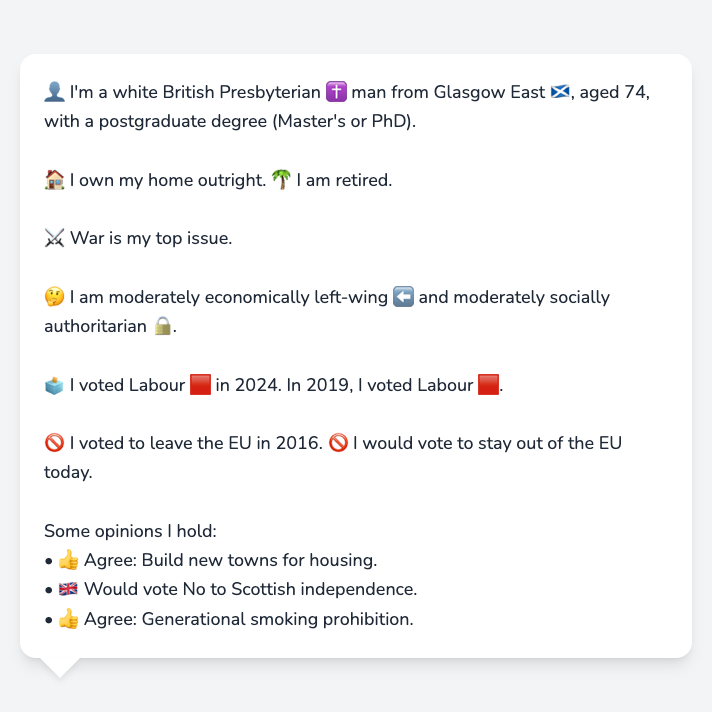 👤 I'm a white British Presbyterian ✝️ man from Glasgow East 🏴󠁧󠁢󠁳󠁣󠁴󠁿, aged 74,
with a postgraduate degree (Master's or PhD).
🏠 I own my home outright. 🌴 I am retired.
⚔️ War is my top issue.
🤔 I am moderately economically left-wing ⬅️ and moderately socially
authoritarian 🔒.
🗳️ I voted Labour 🟥 in 2024. In 2019, I voted Labour 🟥.
🚫 I voted to leave the EU in 2016. 🚫 I would vote to stay out of the EU
today.
Some opinions I hold:
• 👍 Agree: Build new towns for housing.
• 🇬🇧 Would vote No to Scottish independence.
• 👍 Agree: Generational smoking prohibition.